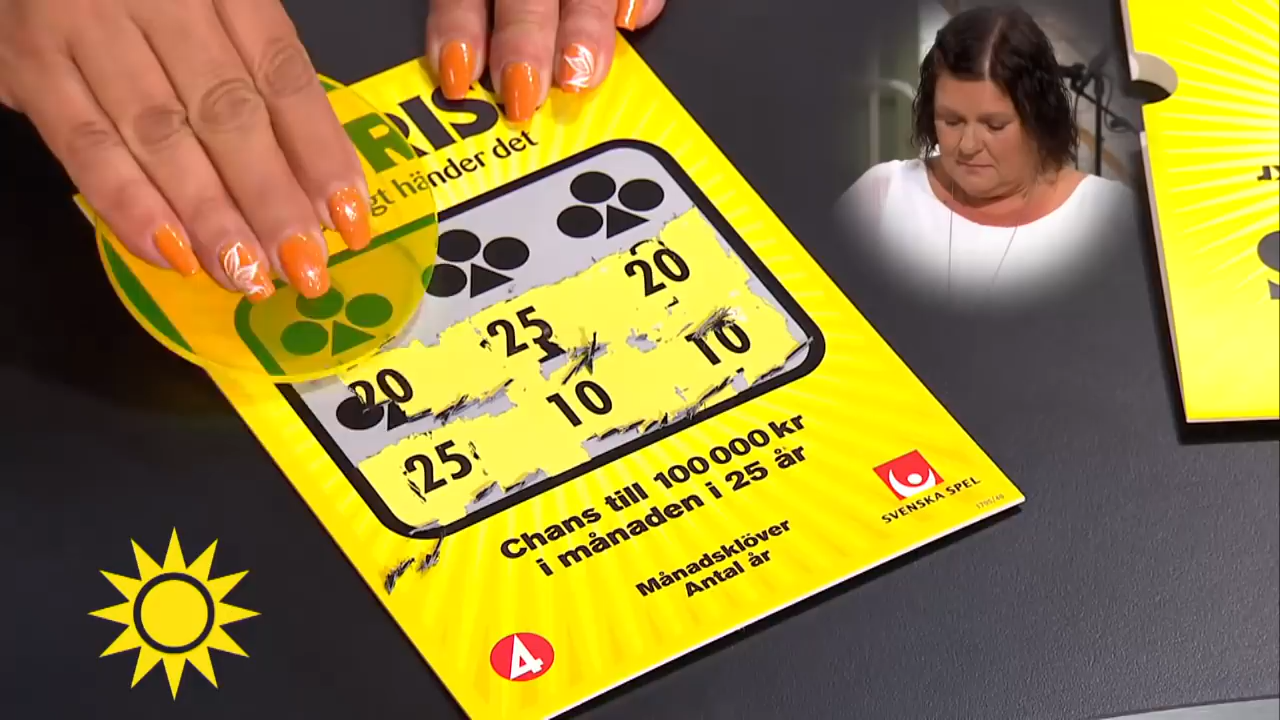 RIS
gt händer det
20 25 20
25 10 10
Chans till 100 000 kr
i månaden i 25 år
Månadsklöver
Antal år
SVENSKA SPEL
4